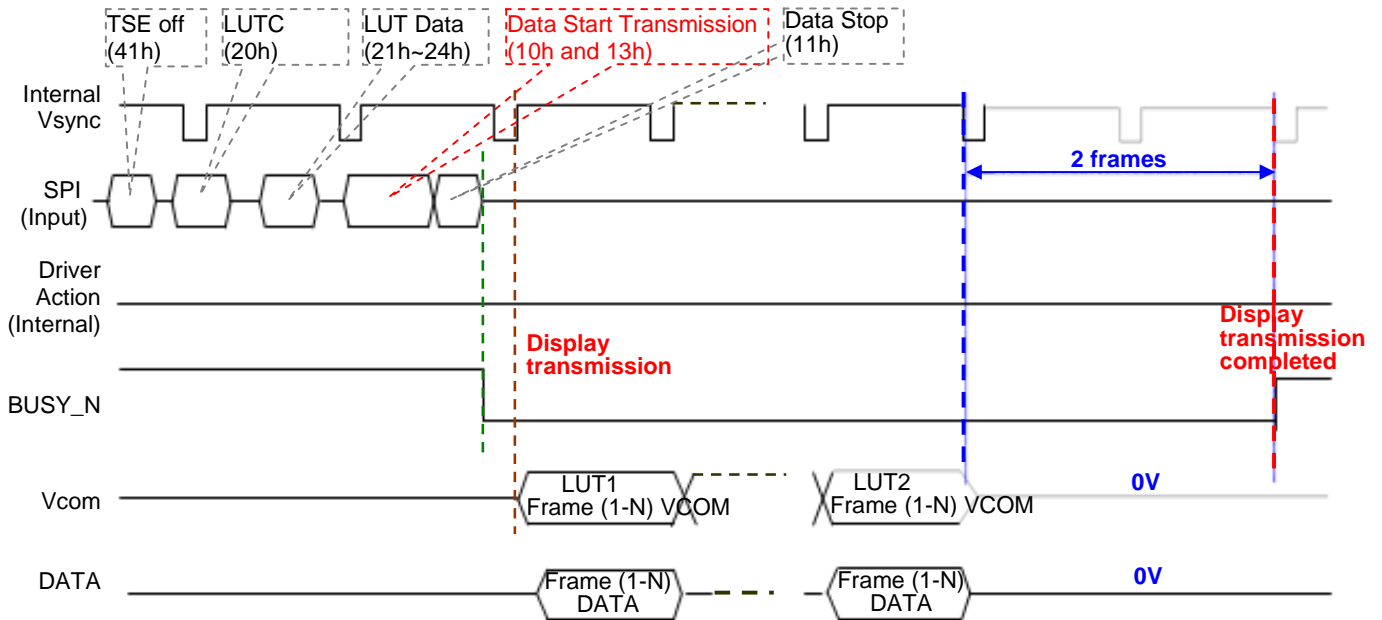 TSE off
(41h)
LUTC
(20h)
LUT Data
(21h~24h)
Data Start Transmission
(10h and 13h)
Data Stop
(11h)
Internal
Vsync
2 frames
SPI
(Input)
Driver
Action
(Internal)
Display
transmission
Display
transmission
completed
BUSY_N
Vcom
LUT1
Frame (1-N) VCOM
LUT2
Frame (1-N) VCOM
0V
DATA
Frame (1-N)
DATA
Frame (1-N)
DATA
0V